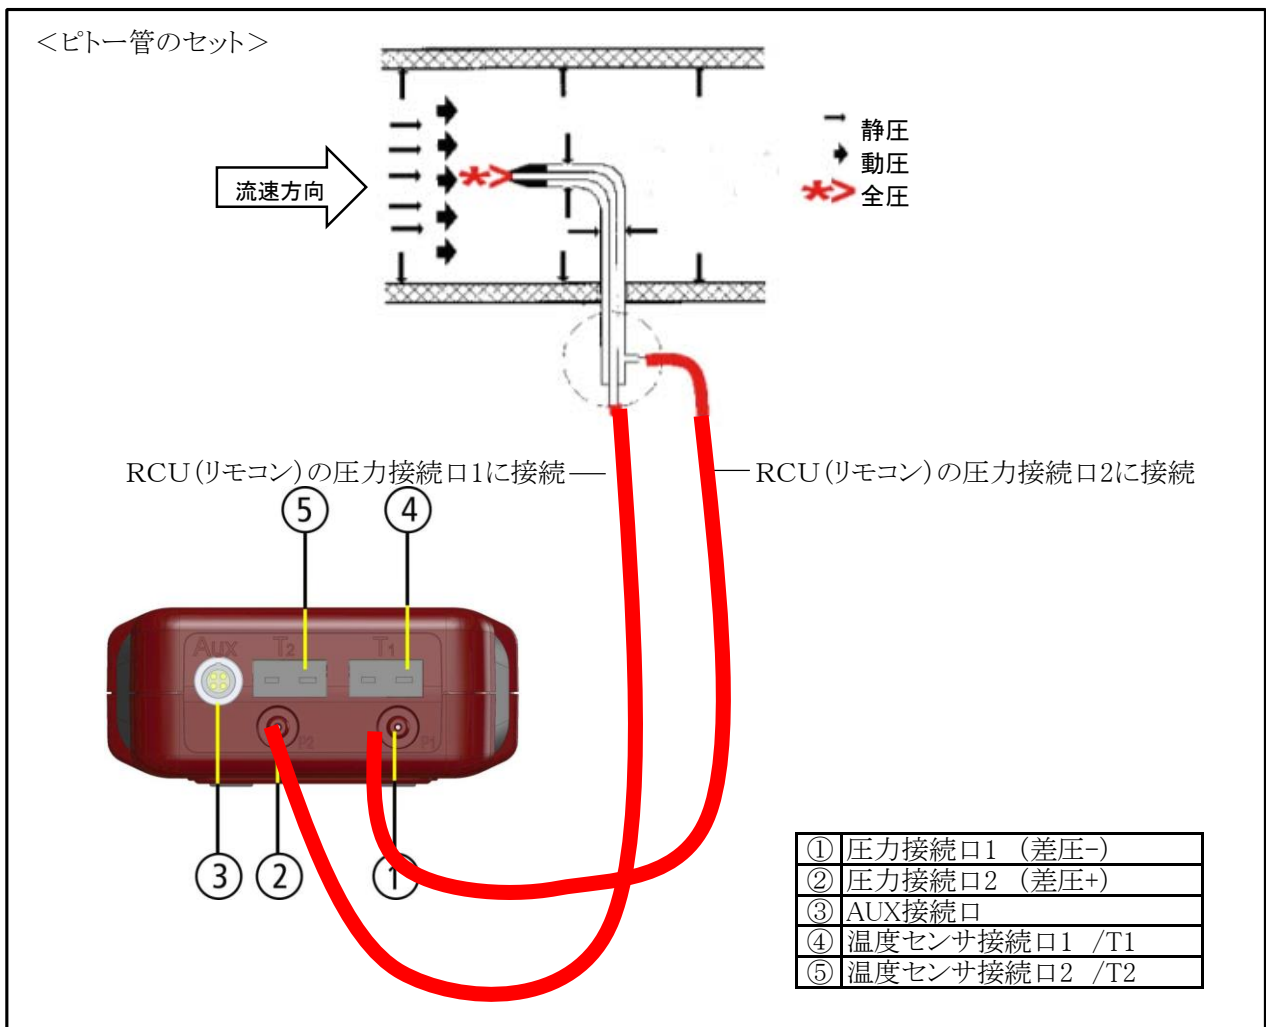 ＜ピトー管のセット＞
静圧
動圧
全圧
流速方向
RCU(リモコン)の圧力接続口1に接続
RCU(リモコン)の圧力接続口2に接続
⑤
④
Aux
T2
T1
P2
P1
③
②
①
① 圧力接続口1 (差圧-)
② 圧力接続口2 (差圧+)
③ AUX接続口
④ 温度センサ接続口1 /T1
⑤ 温度センサ接続口2 /T2